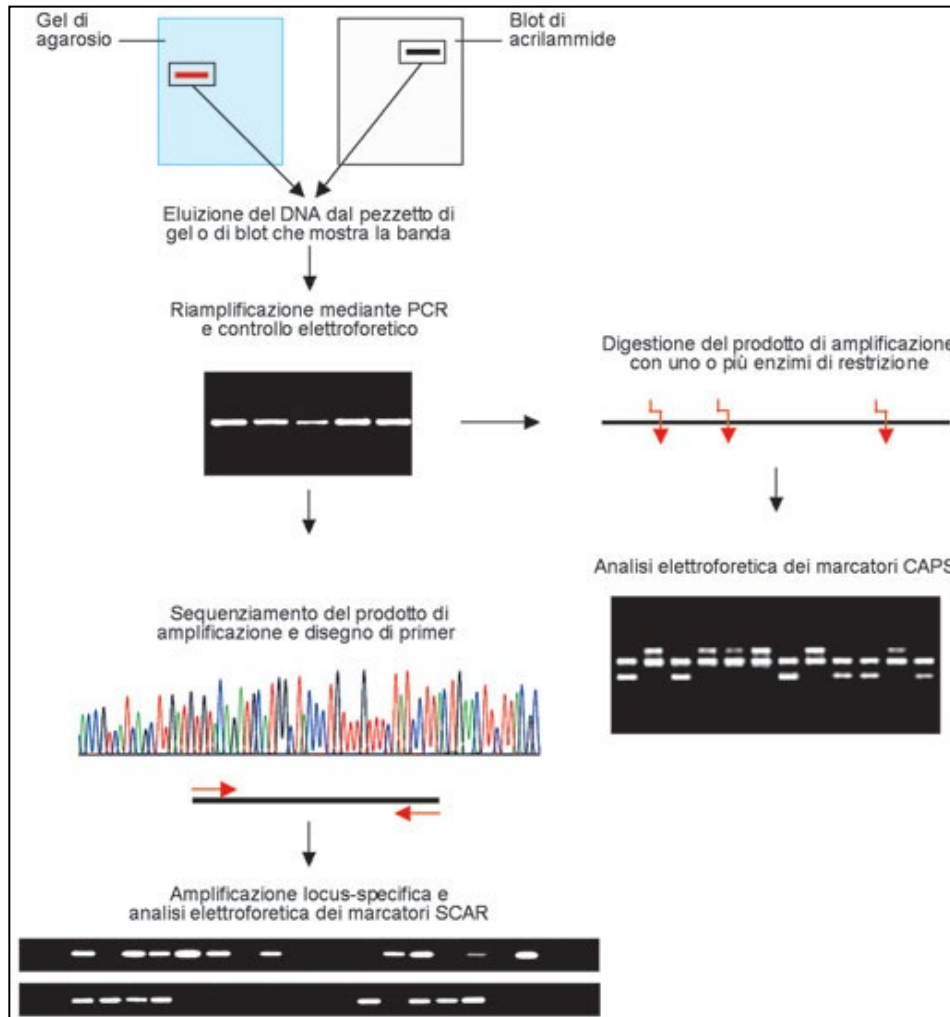 Gel di
agarosio
Blot di
acrilammide
Eluizione del DNA dal pezzetto di
gel o di blot che mostra la banda
Riamplificazione mediante PCR
e controllo elettroforetico
Digestione del prodotto di amplificazione
con uno o più enzimi di restrizione
Analisi elettroforetica dei marcatori CAPS
Sequenziamento del prodotto di
amplificazione e disegno di primer
Amplificazione locus-specifica e
analisi elettroforetica dei marcatori SCAR